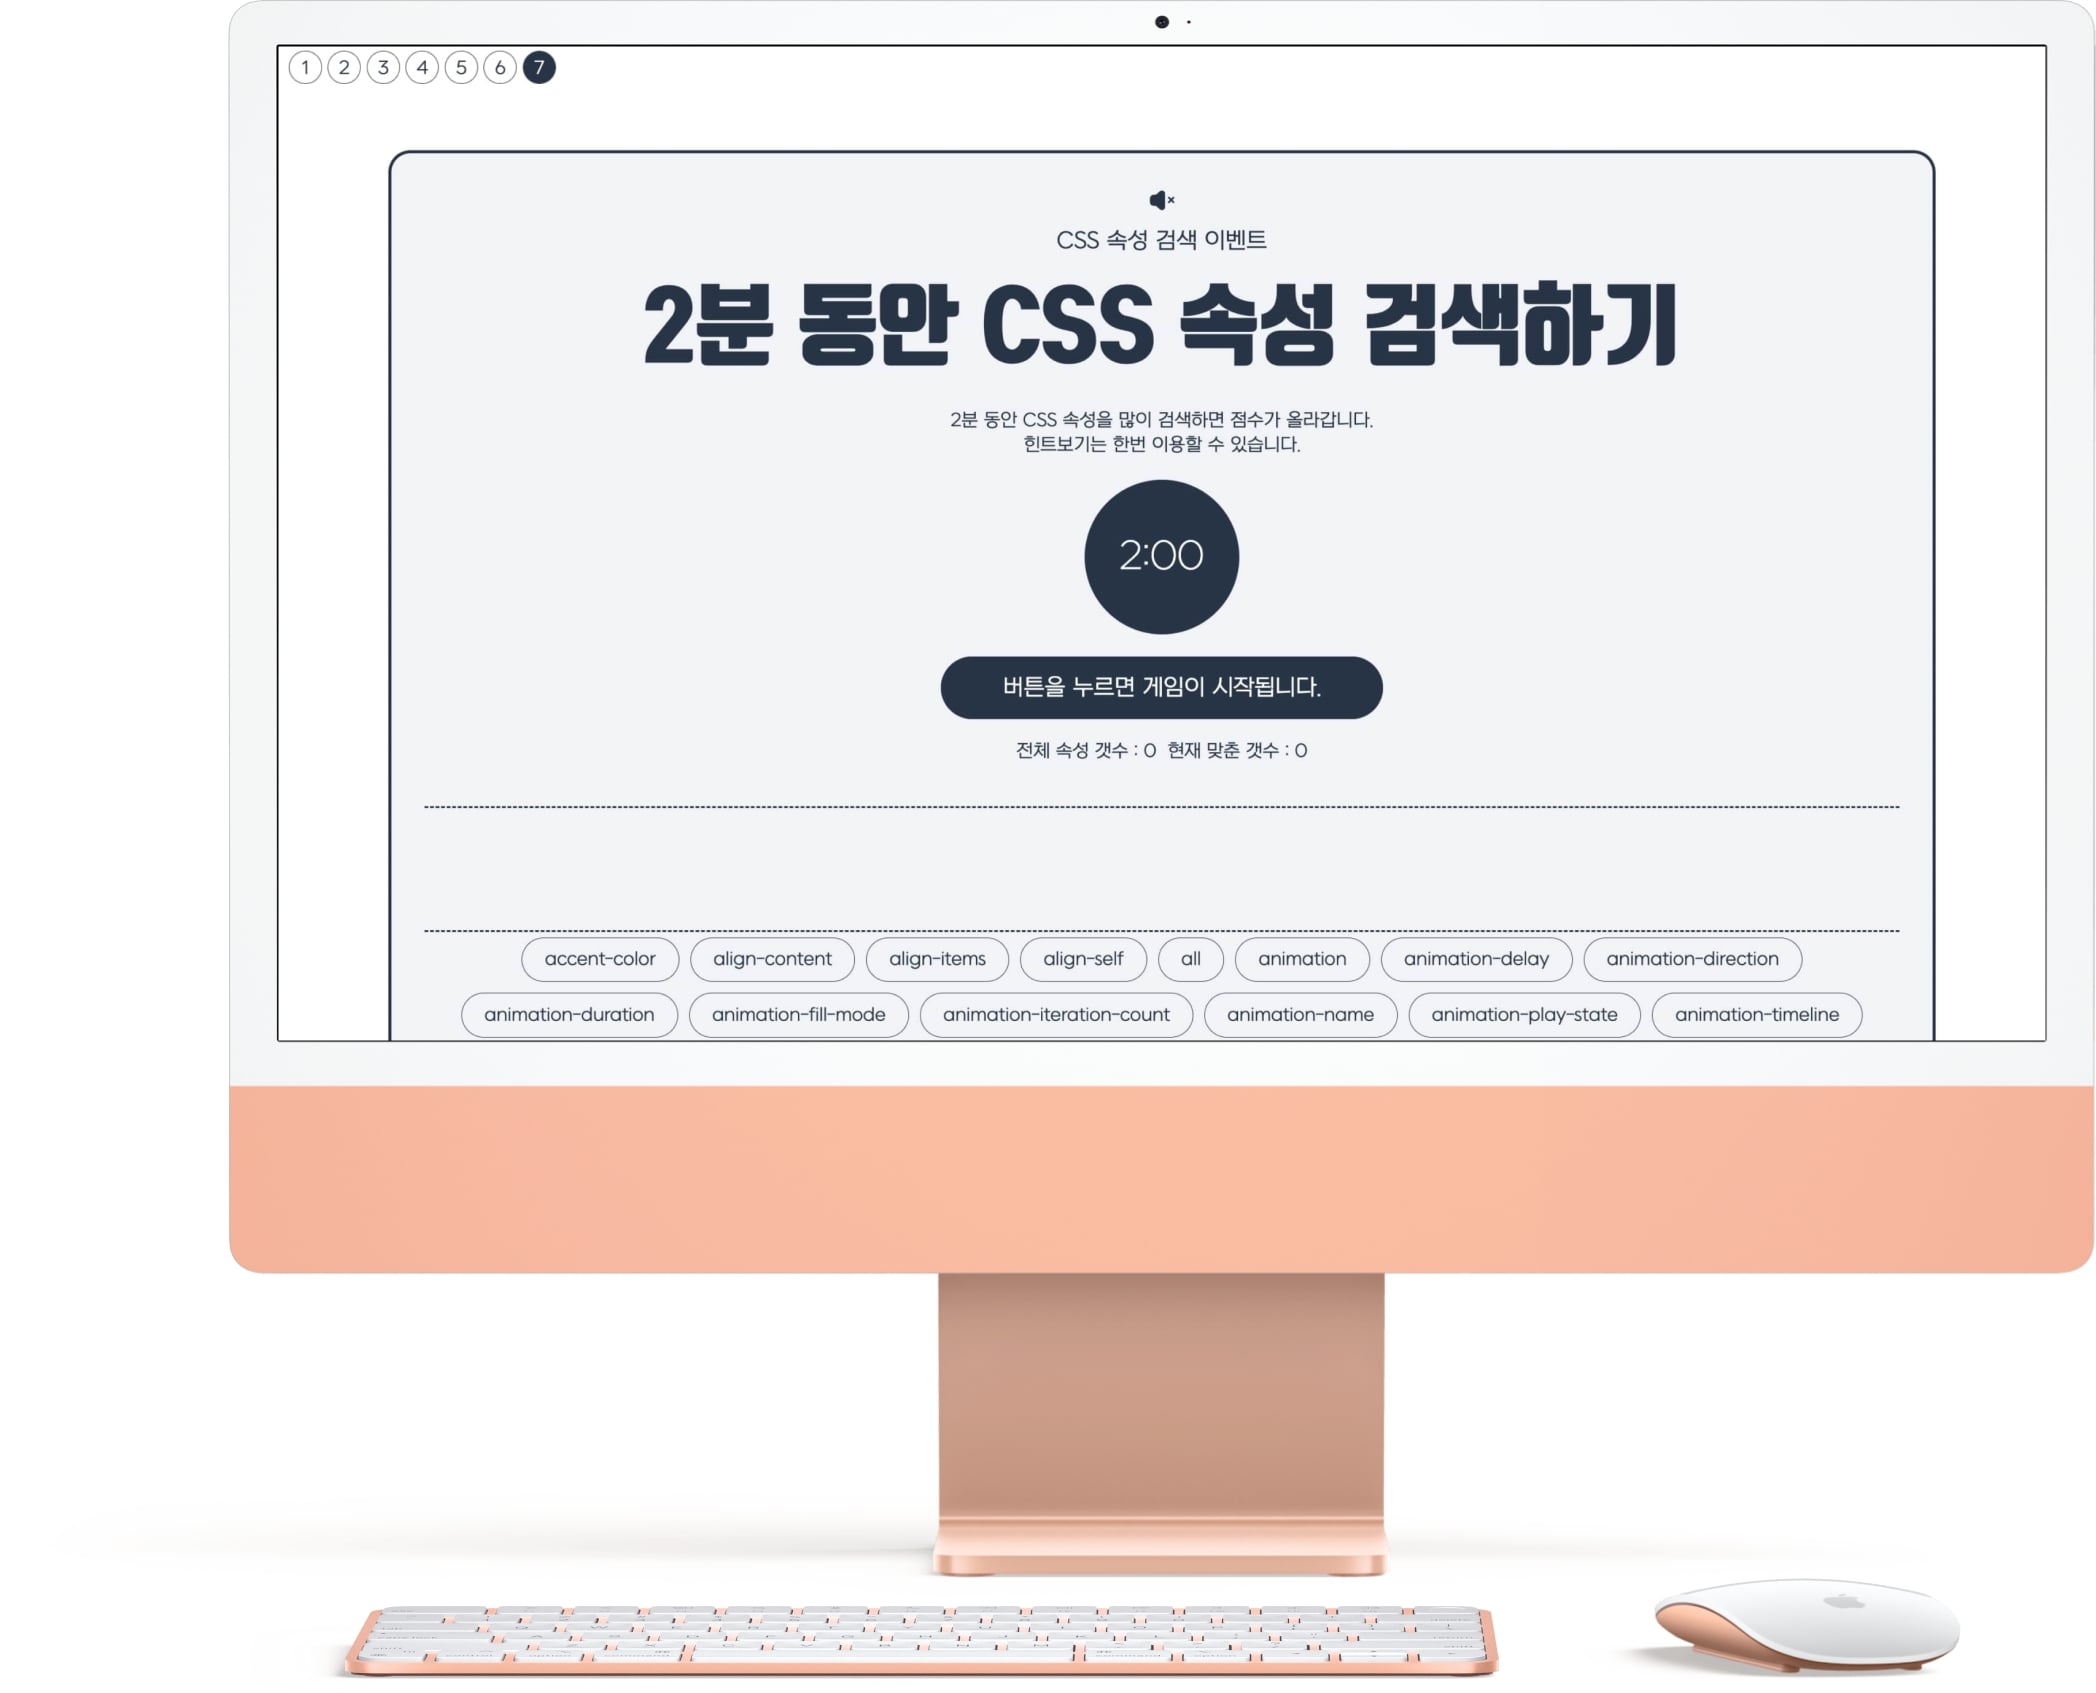 1 2 3 4 5 6 7
CSS 속성 검색 이벤트
2분 동안 CSS 속성 검색하기
2분 동안 CSS 속성을 많이 검색하면 점수가 올라갑니다.
힌트보기는 한번 이용할 수 있습니다.
2:00
버튼을 누르면 게임이 시작됩니다.
전체 속성 갯수 : 0 현재 맞춘 갯수 : 0
accent-color align-content align-items align-self all animation animation-delay animation-direction
animation-duration animation-fill-mode animation-iteration-count animation-name animation-play-state animation-timeline